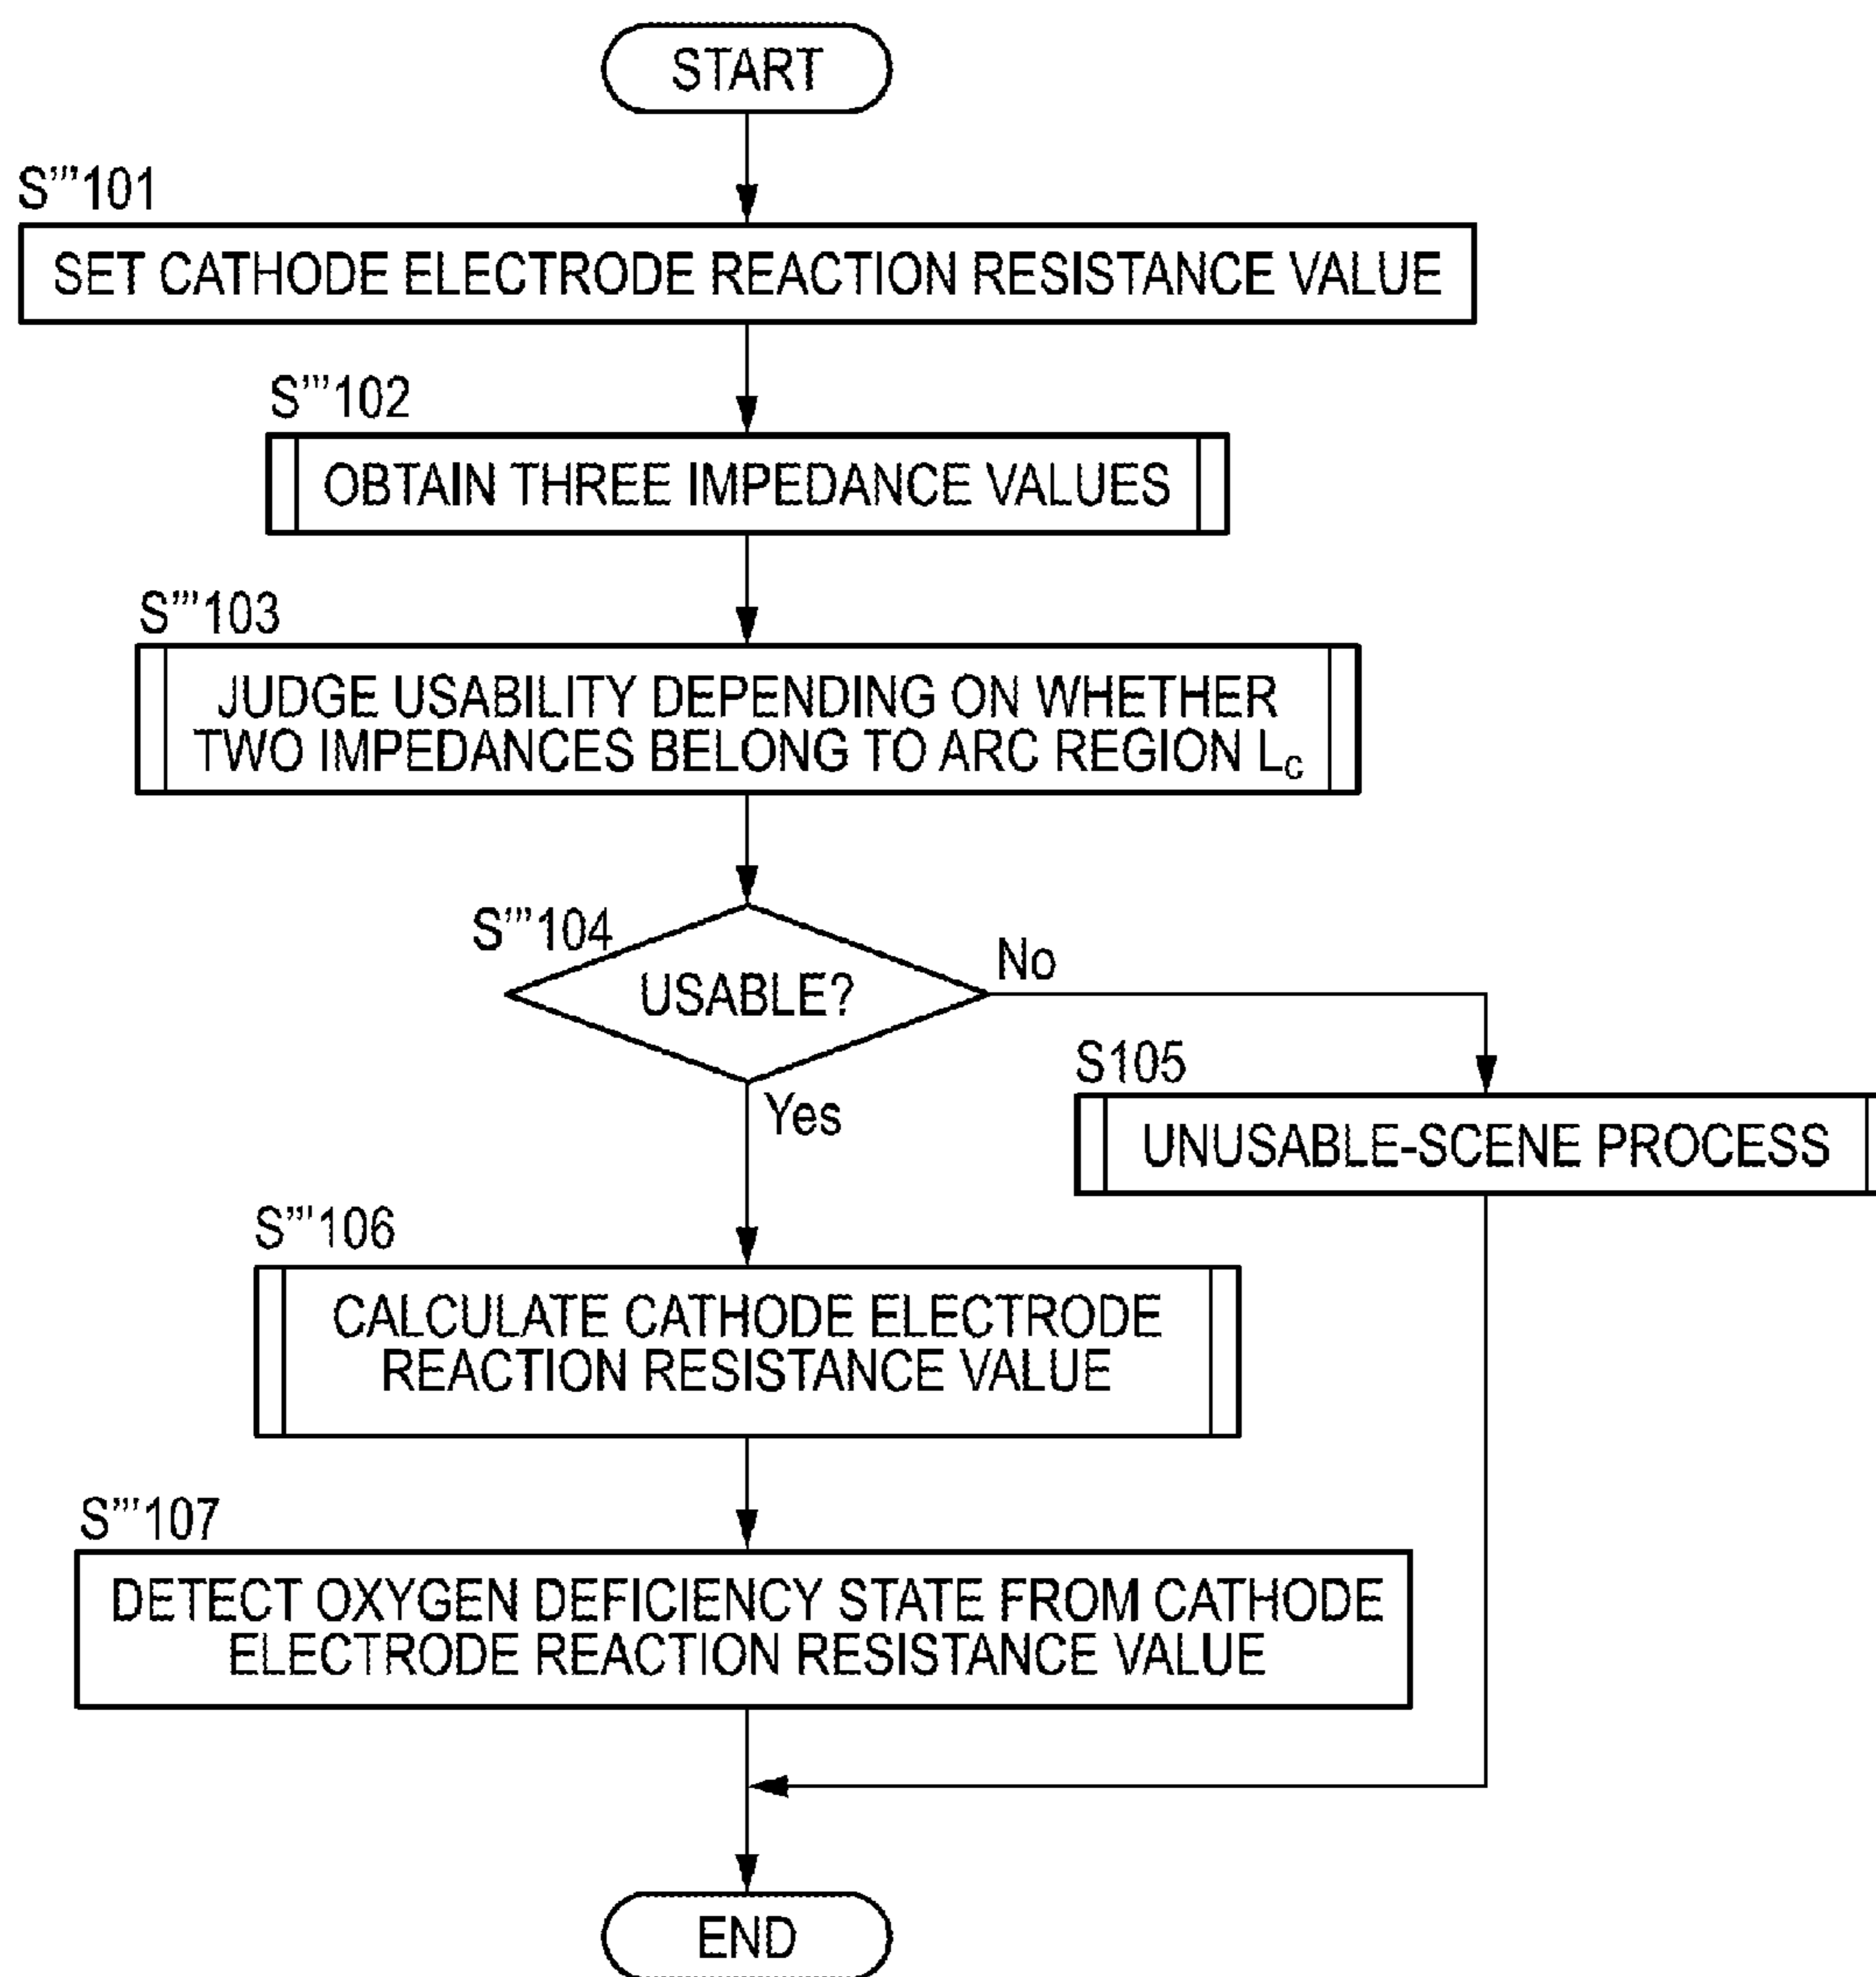 START
S’’’101
SET CATHODE ELECTRODE REACTION RESISTANCE VALUE
S’’’102
OBTAIN THREE IMPEDANCE VALUES
S’’’103
JUDGE USABILITY DEPENDING ON WHETHER
TWO IMPEDANCES BELONG TO ARC REGION LC
S’’’104
USABLE?
No
Yes
S105
UNUSABLE-SCENE PROCESS
S’’’106
CALCULATE CATHODE ELECTRODE
REACTION RESISTANCE VALUE
S’’’107
DETECT OXYGEN DEFICIENCY STATE FROM CATHODE
ELECTRODE REACTION RESISTANCE VALUE
END